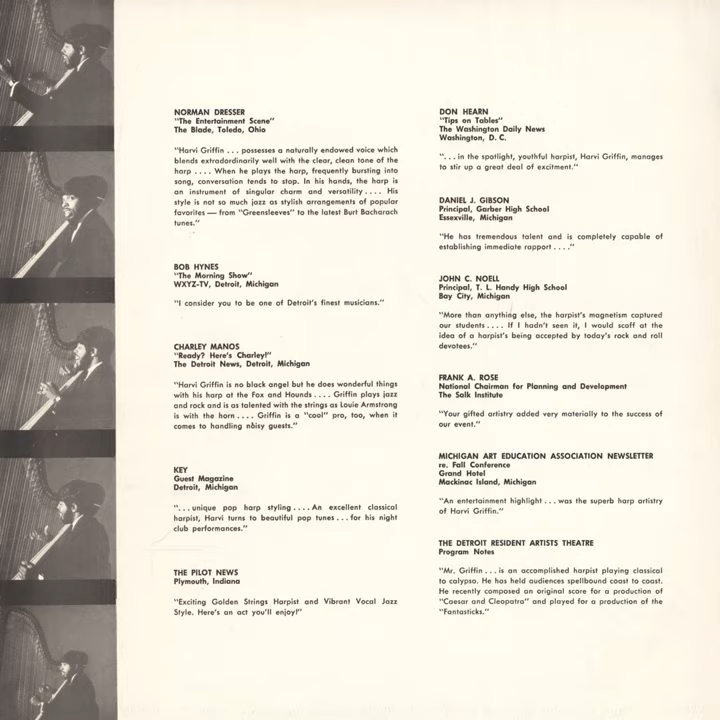 NORMAN DRESSER
"The Entertainment Scene"
The Blade, Toledo, Ohio
"Harvi Griffin . . . possesses a naturally endowed voice which
blends extradordinarily well with the clear, clean tone of the
harp . . . . When he plays the harp, frequently bursting into
song, conversation tends to stop. In his hands, the harp is
an instrument of singular charm and versatility . . . . His
style is not so much jazz as stylish arrangements of popular
favorites — from "Greensleeves" to the latest Burt Bacharach
tunes."
BOB HYNES
"The Morning Show"
WXYZ-TV, Detroit, Michigan
"I consider you to be one of Detroit's finest musicians."
CHARLEY MANOS
"Ready? Here's Charley!"
The Detroit News, Detroit, Michigan
"Harvi Griffin is no black angel but he does wonderful things
with his harp at the Fox and Hounds . . . . Griffin plays jazz
and rock and is as talented with the strings as Louie Armstrong
is with the horn . . . . Griffin is a "cool" pro, too, when it
comes to handling noisy guests."
KEY
Guest Magazine
Detroit, Michigan
". . . unique pop harp styling . . . . An excellent classical
harpist, Harvi turns to beautiful pop tunes . . . for his night
club performances."
THE PILOT NEWS
Plymouth, Indiana
"Exciting Golden Strings Harpist and Vibrant Vocal Jazz
Style. Here's an act you'll enjoy!"
DON HEARN
"Tips on Tables"
The Washington Daily News
Washington, D. C.
". . . in the spotlight, youthful harpist, Harvi Griffin, manages
to stir up a great deal of excitment."
DANIEL J. GIBSON
Principal, Garber High School
Essexville, Michigan
"He has tremendous talent and is completely capable of
establishing immediate rapport . . . ."
JOHN C. NOELL
Principal, T. L. Handy High School
Bay City, Michigan
"More than anything else, the harpist's magnetism captured
our students . . . . If I hadn't seen it, I would scoff at the
idea of a harpist's being accepted by today's rock and roll
devotees."
FRANK A. ROSE
National Chairman for Planning and Development
The Salk Institute
"Your gifted artistry added very materially to the success of
our event."
MICHIGAN ART EDUCATION ASSOCIATION NEWSLETTER
re. Fall Conference
Grand Hotel
Mackinac Island, Michigan
"An entertainment highlight . . . was the superb harp artistry
of Harvi Griffin."
THE DETROIT RESIDENT ARTISTS THEATRE
Program Notes
"Mr. Griffin . . . is an accomplished harpist playing classical
to calypso. He has held audiences spellbound coast to coast.
He recently composed an original score for a production of
"Caesar and Cleopatra" and played for a production of the
"Fantasticks."